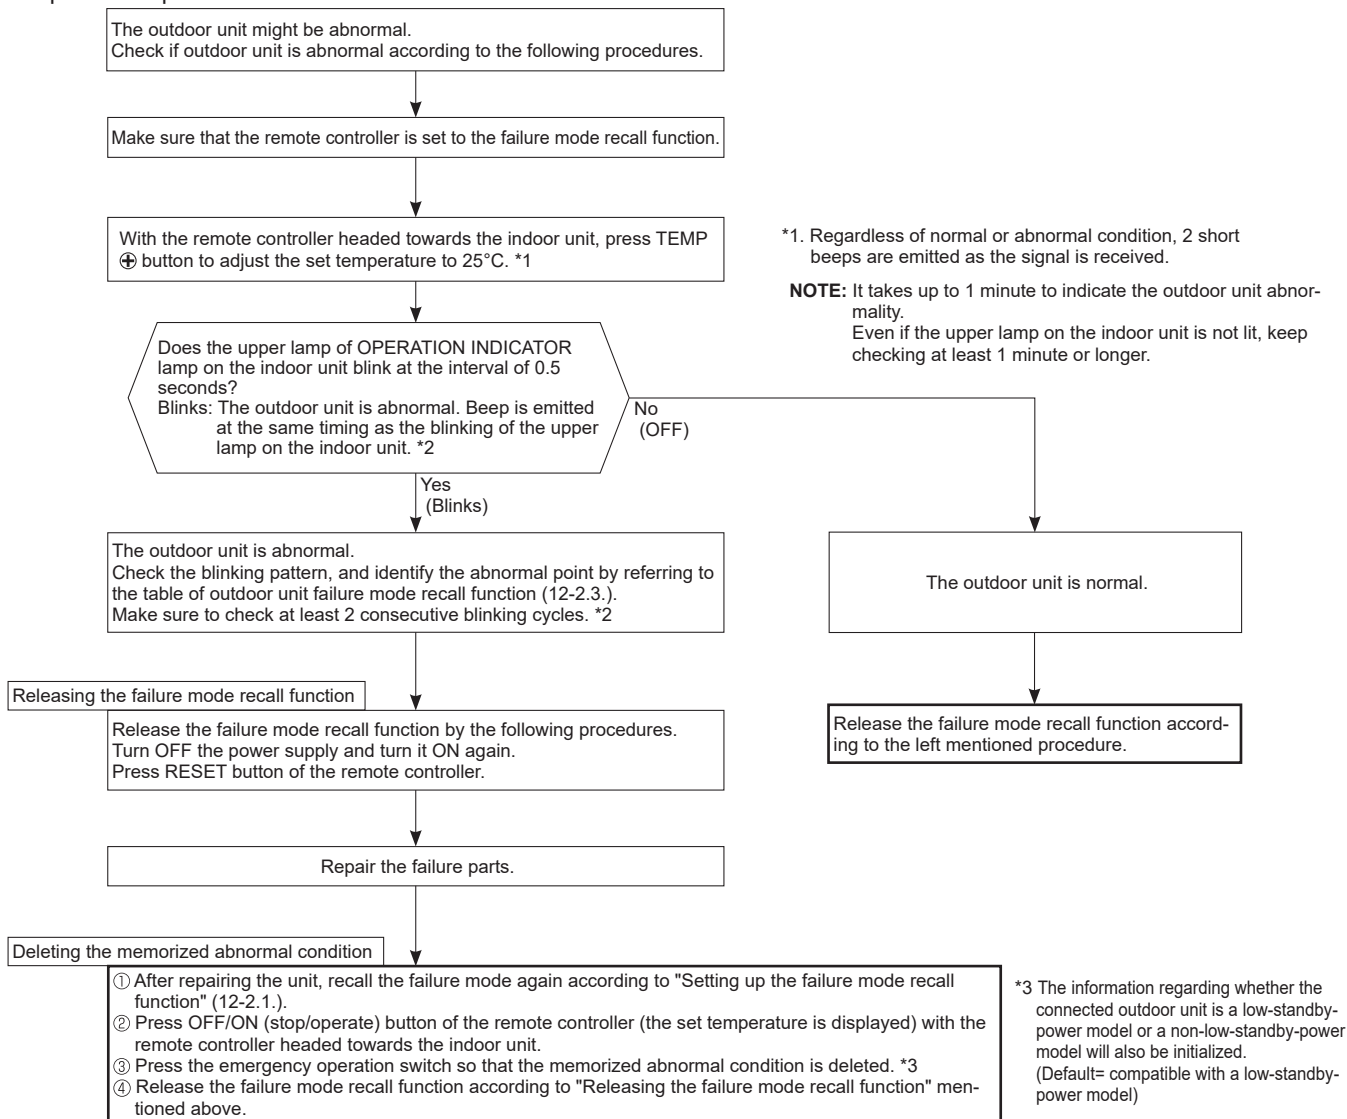 The outdoor unit might be abnormal.
Check if outdoor unit is abnormal according to the following procedures.
Make sure that the remote controller is set to the failure mode recall function.
With the remote controller headed towards the indoor unit, press TEMP
⊕ button to adjust the set temperature to 25°C. *1
*1. Regardless of normal or abnormal condition, 2 short
beeps are emitted as the signal is received.
NOTE: It takes up to 1 minute to indicate the outdoor unit abnor-
mality.
Even if the upper lamp on the indoor unit is not lit, keep
checking at least 1 minute or longer.
Does the upper lamp of OPERATION INDICATOR
lamp on the indoor unit blink at the interval of 0.5
seconds?
Blinks: The outdoor unit is abnormal. Beep is emitted
at the same timing as the blinking of the upper
lamp on the indoor unit. *2
No
(OFF)
Yes
(Blinks)
The outdoor unit is abnormal.
Check the blinking pattern, and identify the abnormal point by referring to
the table of outdoor unit failure mode recall function (12-2.3.).
Make sure to check at least 2 consecutive blinking cycles. *2
The outdoor unit is normal.
Releasing the failure mode recall function
Release the failure mode recall function by the following procedures.
Turn OFF the power supply and turn it ON again.
Press RESET button of the remote controller.
Release the failure mode recall function accord-
ing to the left mentioned procedure.
Repair the failure parts.
Deleting the memorized abnormal condition
① After repairing the unit, recall the failure mode again according to "Setting up the failure mode recall
function" (12-2.1.).
② Press OFF/ON (stop/operate) button of the remote controller (the set temperature is displayed) with the
remote controller headed towards the indoor unit.
③ Press the emergency operation switch so that the memorized abnormal condition is deleted. *3
④ Release the failure mode recall function according to "Releasing the failure mode recall function" men-
tioned above.
*3 The information regarding whether the
connected outdoor unit is a low-standby-
power model or a non-low-standby-power
model will also be initialized.
(Default= compatible with a low-standby-
power model)